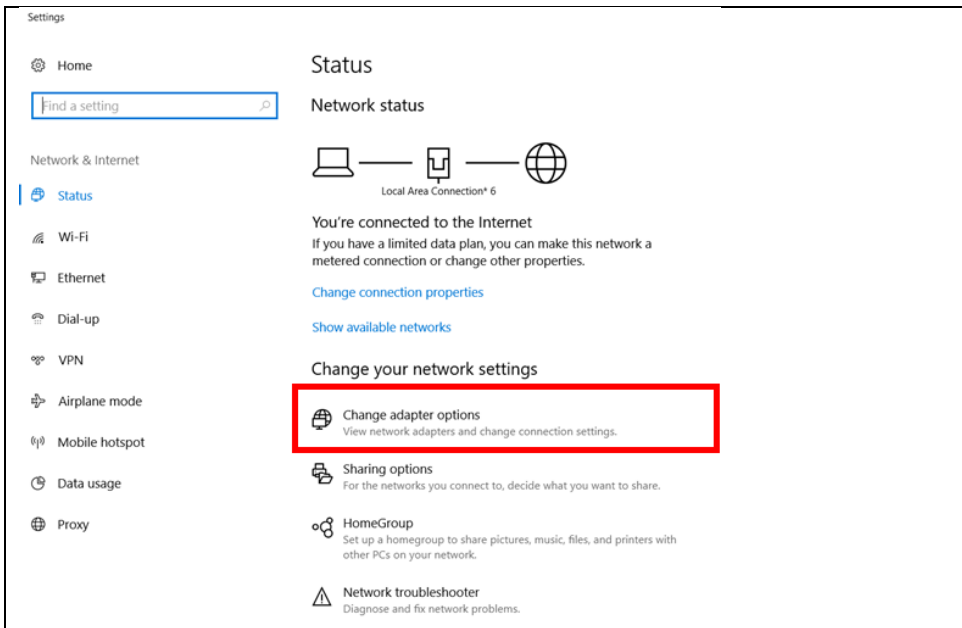 Settings
Home
Find a setting
Network & Internet
Status
Wi-Fi
Ethernet
Dial-up
VPN
Airplane mode
Mobile hotspot
Data usage
Proxy
Status
Network status
Local Area Connection* 6
You're connected to the Internet
If you have a limited data plan, you can make this network a
metered connection or change other properties.
Change connection properties
Show available networks
Change your network settings
Change adapter options
View network adapters and change connection settings.
Sharing options
For the networks you connect to, decide what you want to share.
HomeGroup
Set up a homegroup to share pictures, music, files, and printers with
other PCs on your network.
Network troubleshooter
Diagnose and fix network problems.